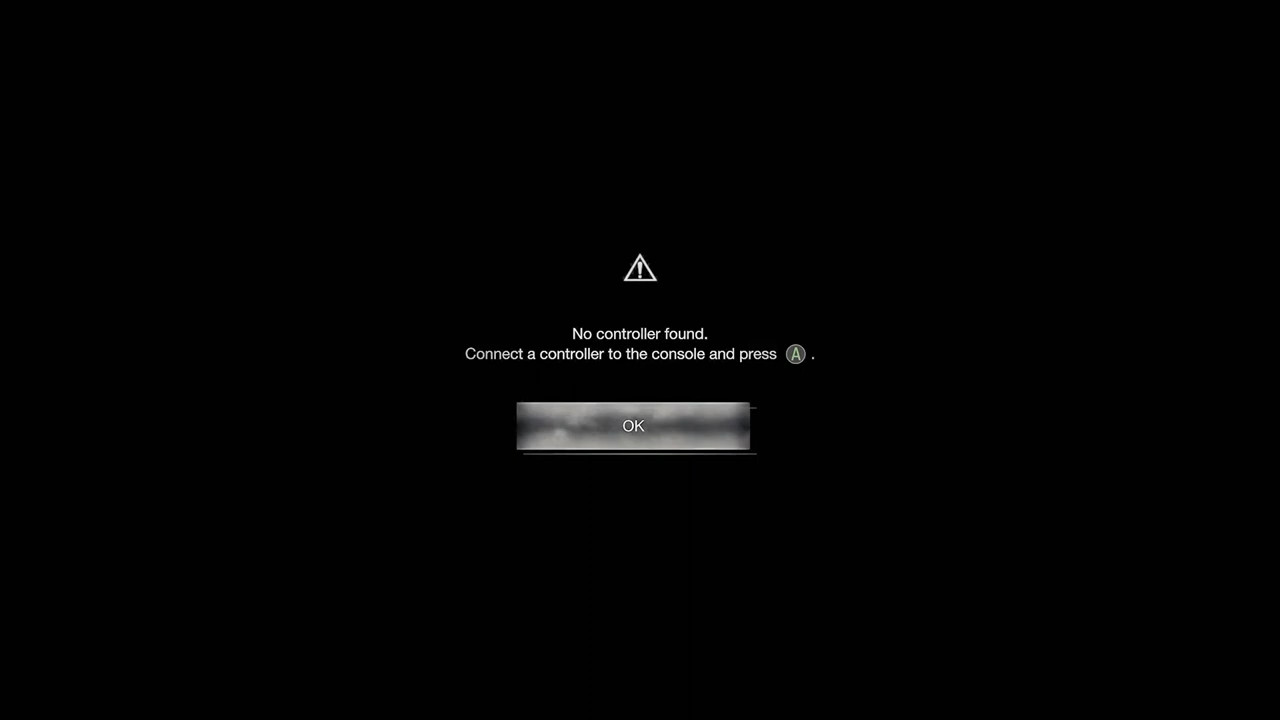 No controller found.
Connect a controller to the console and press A .
OK